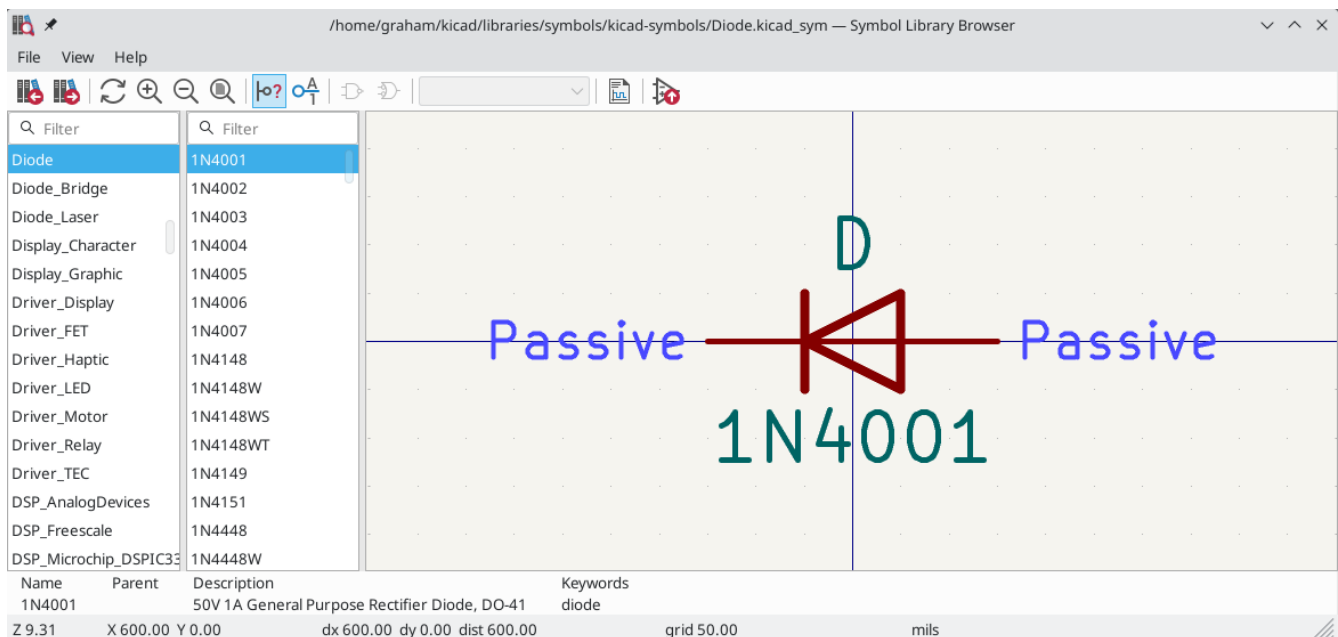 /home/graham/kicad/libraries/symbols/kicad-symbols/Diode.kicad_sym — Symbol Library Browser
File View Help
Filter
Diode
Diode_Bridge
Diode_Laser
Display_Character
Display_Graphic
Driver_Display
Driver_FET
Driver_Haptic
Driver_LED
Driver_Motor
Driver_Relay
Driver_TEC
DSP_AnalogDevices
DSP_Freescale
DSP_Microchip_DSPIC33
Filter
1N4001
1N4002
1N4003
1N4004
1N4005
1N4006
1N4007
1N4148
1N4148W
1N4148WS
1N4148WT
1N4149
1N4151
1N4448
1N4448W
D
Passive Passive
1N4001
Name Parent Description Keywords
1N4001 50V 1A General Purpose Rectifier Diode, DO-41 diode
Z 9.31 X 600.00 Y 0.00 dx 600.00 dy 0.00 dist 600.00 grid 50.00 mils